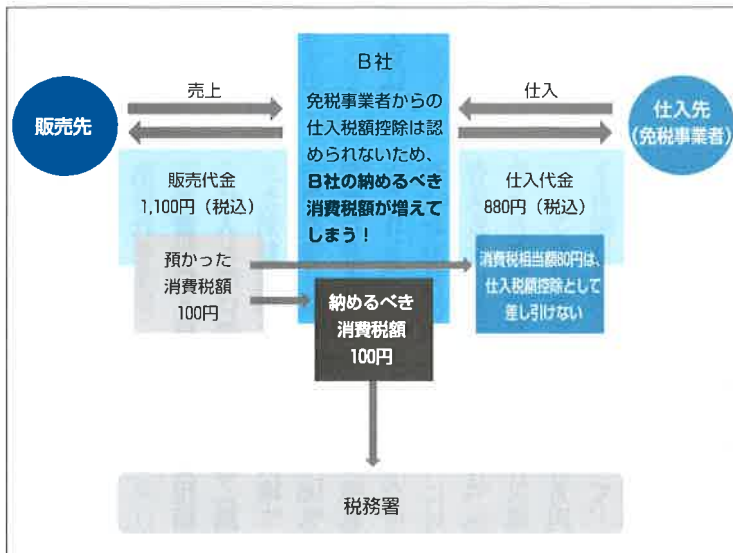 販売先
売上
B社
免税事業者からの
仕入税額控除は認
められないため、
B社の納めるべき
消費税額が増えて
しまう!
仕入
仕入先
(免税事業者)
販売代金
1,100円(税込)
仕入代金
880円(税込)
預かった
消費税額
100円
納めるべき
消費税額
100円
消費税相当額80円は、
仕入税額控除として
差し引けない
税務署